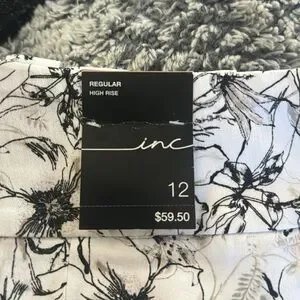 REGULAR
HIGH RISE
inc
12
$59.50